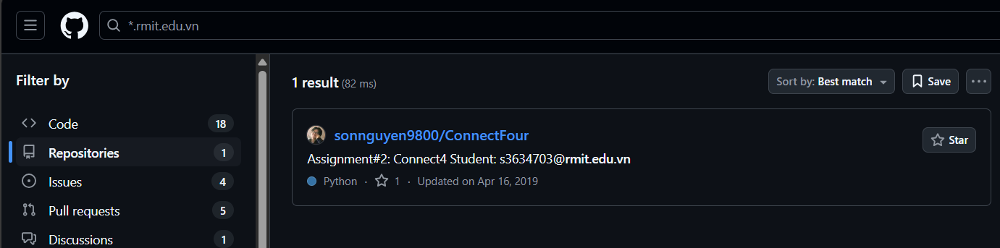 *.rmit.edu.vn
Filter by
Code 18
Repositories 1
Issues 4
Pull requests 5
Discussions 1
1 result (82 ms)
Sort by: Best match
Save
sonnguyen9800/ConnectFour
Star
Assignment#2: Connect4 Student: s3634703@rmit.edu.vn
Python · 1 · Updated on Apr 16, 2019